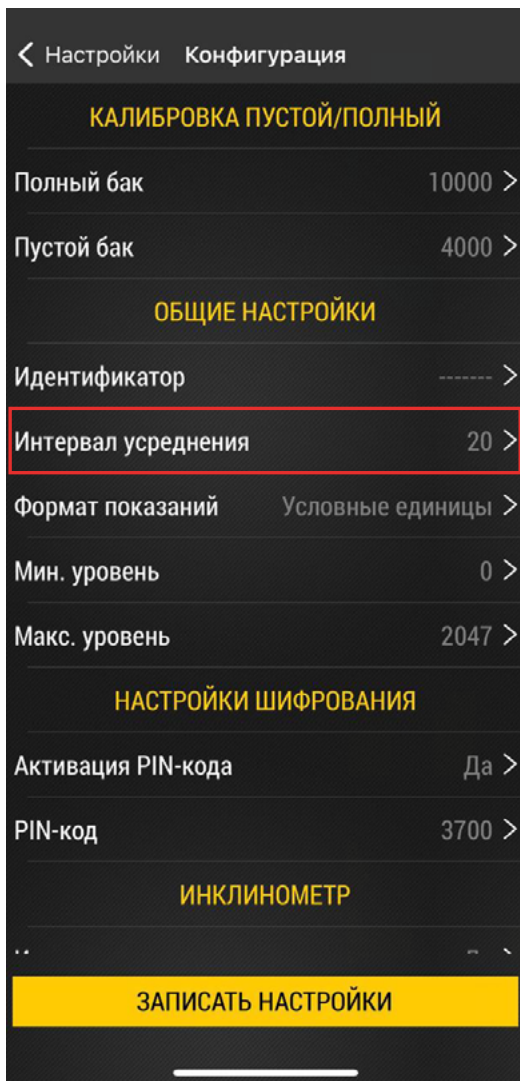 Настройки Конфигурация
КАЛИБРОВКА ПУСТОЙ/ПОЛНЫЙ
Полный бак 10000
Пустой бак 4000
ОБЩИЕ НАСТРОЙКИ
Идентификатор -------
Интервал усреднения 20
Формат показаний Условные единицы
Мин. уровень 0
Макс. уровень 2047
НАСТРОЙКИ ШИФРОВАНИЯ
Активация PIN-кода Да
PIN-код 3700
ИНКЛИНОМЕТР
ЗАПИСАТЬ НАСТРОЙКИ